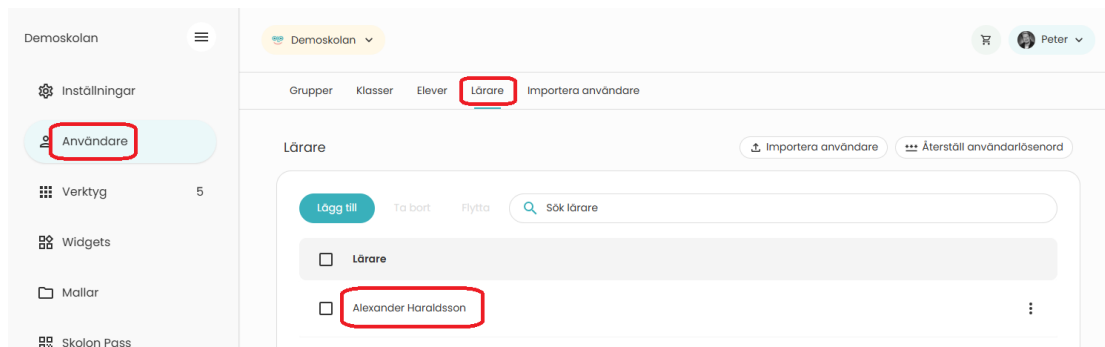 Demoskolan
Demoskolan
Peter
Inställningar
Användare
Verktyg 5
Widgets
Mallar
Skolon Pass
Grupper Klasser Elever Lärare Importera användare
Lärare
Importera användare
Återställ användarlösenord
Lägg till Ta bort Flytta Sök lärare
Lärare
Alexander Haraldsson